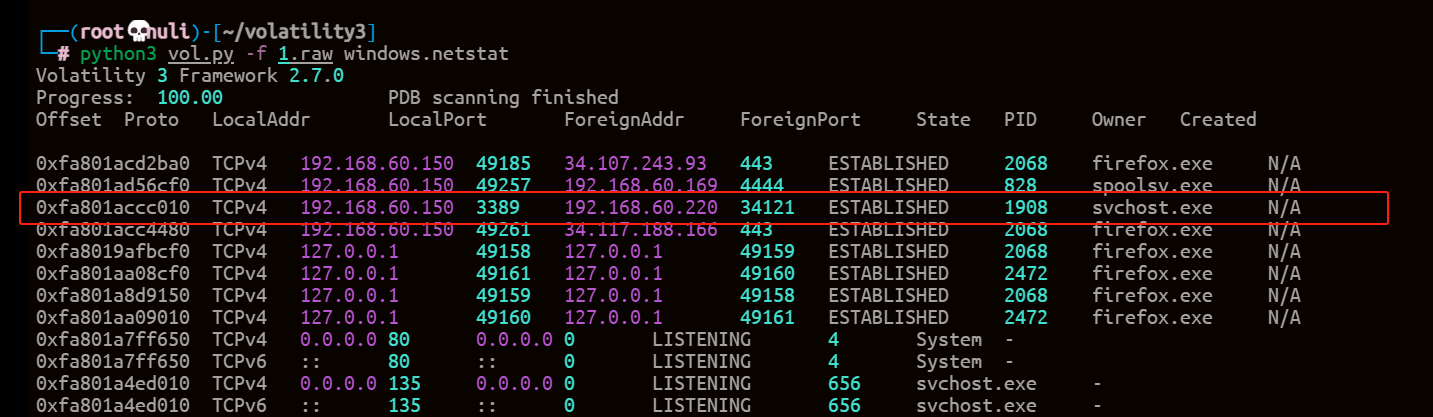 (root💀huli)-[~/volatility3]
# python3 vol.py -f 1.raw windows.netstat
Volatility 3 Framework 2.7.0
Progress: 100.00 PDB scanning finished
Offset Proto LocalAddr LocalPort ForeignAddr ForeignPort State PID Owner Created
0xfa801acd2ba0 TCPv4 192.168.60.150 49185 34.107.243.93 443 ESTABLISHED 2068 firefox.exe N/A
0xfa801ad56cf0 TCPv4 192.168.60.150 49257 192.168.60.169 4444 ESTABLISHED 828 spoolsv.exe N/A
0xfa801accc010 TCPv4 192.168.60.150 3389 192.168.60.220 34121 ESTABLISHED 1908 svchost.exe N/A
0xfa801acc4480 TCPv4 192.168.60.150 49261 34.117.188.166 443 ESTABLISHED 2068 firefox.exe N/A
0xfa8019afbcf0 TCPv4 127.0.0.1 49158 127.0.0.1 49159 ESTABLISHED 2068 firefox.exe N/A
0xfa801aa08cf0 TCPv4 127.0.0.1 49161 127.0.0.1 49160 ESTABLISHED 2472 firefox.exe N/A
0xfa801a8d9150 TCPv4 127.0.0.1 49159 127.0.0.1 49158 ESTABLISHED 2068 firefox.exe N/A
0xfa801aa09010 TCPv4 127.0.0.1 49160 127.0.0.1 49161 ESTABLISHED 2472 firefox.exe N/A
0xfa801a7ff650 TCPv4 0.0.0.0 80 0.0.0.0 0 LISTENING 4 System -
0xfa801a7ff650 TCPv6 :: 80 :: 0 LISTENING 4 System -
0xfa801a4ed010 TCPv4 0.0.0.0 135 0.0.0.0 0 LISTENING 656 svchost.exe -
0xfa801a4ed010 TCPv6 :: 135 :: 0 LISTENING 656 svchost.exe -